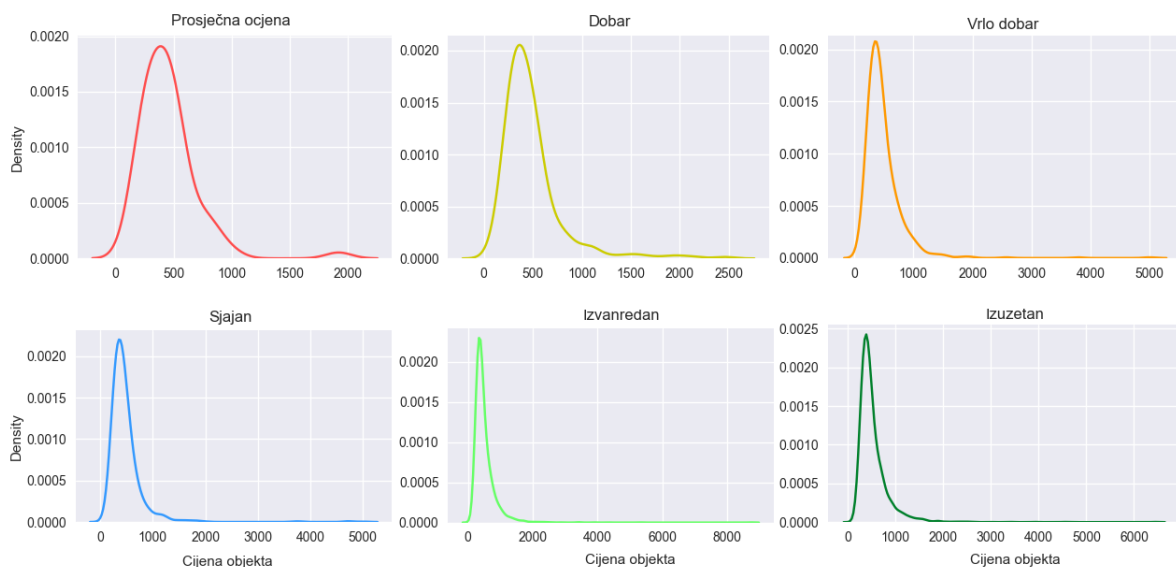 Prosječna ocjena
Dobar
Vrlo dobar
0.0020
0.0015
0.0010
0.0005
0.0000
Density
0 500 1000 1500 2000
0.0020
0.0015
0.0010
0.0005
0.0000
0 500 1000 1500 2000 2500
0.0020
0.0015
0.0010
0.0005
0.0000
0 1000 2000 3000 4000 5000
Sjajan
Izvanredan
Izuzetan
0.0020
0.0015
0.0010
0.0005
0.0000
Density
0 1000 2000 3000 4000 5000
Cijena objekta
0.0020
0.0015
0.0010
0.0005
0.0000
0 2000 4000 6000 8000
Cijena objekta
0.0025
0.0020
0.0015
0.0010
0.0005
0.0000
0 1000 2000 3000 4000 5000 6000
Cijena objekta